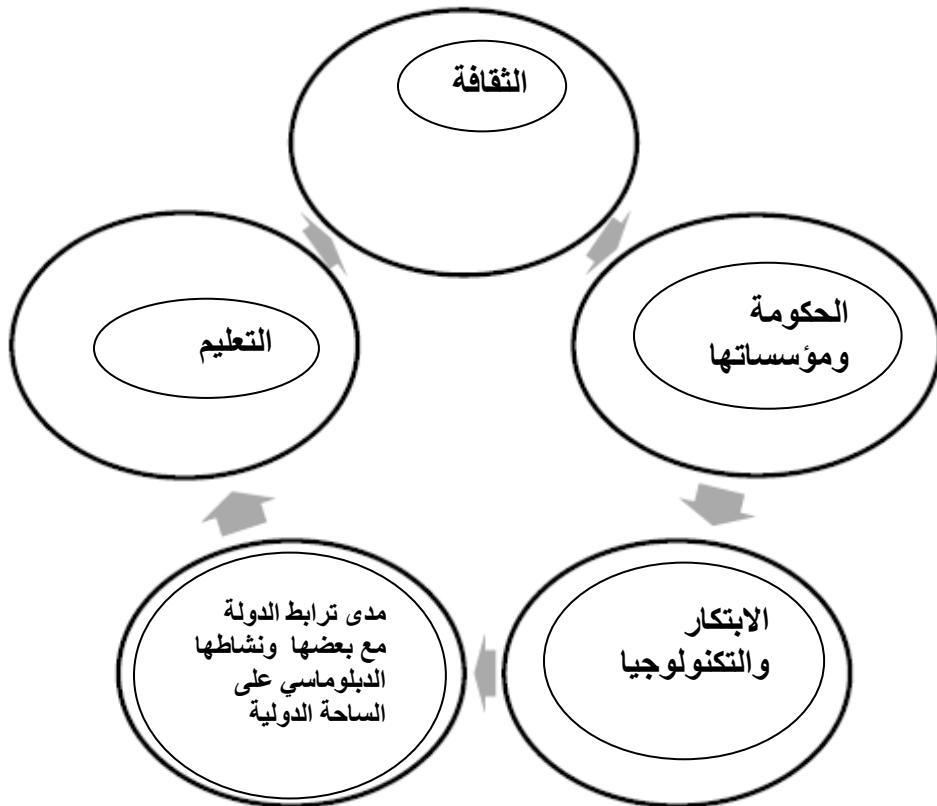 الثقافة
الحكومة
ومؤسساتها
الابتكار
والتكنولوجيا
مدى ترابط الدولة
مع بعضها ونشاطها
الدبلوماسي على
الساحة الدولية
التعليم